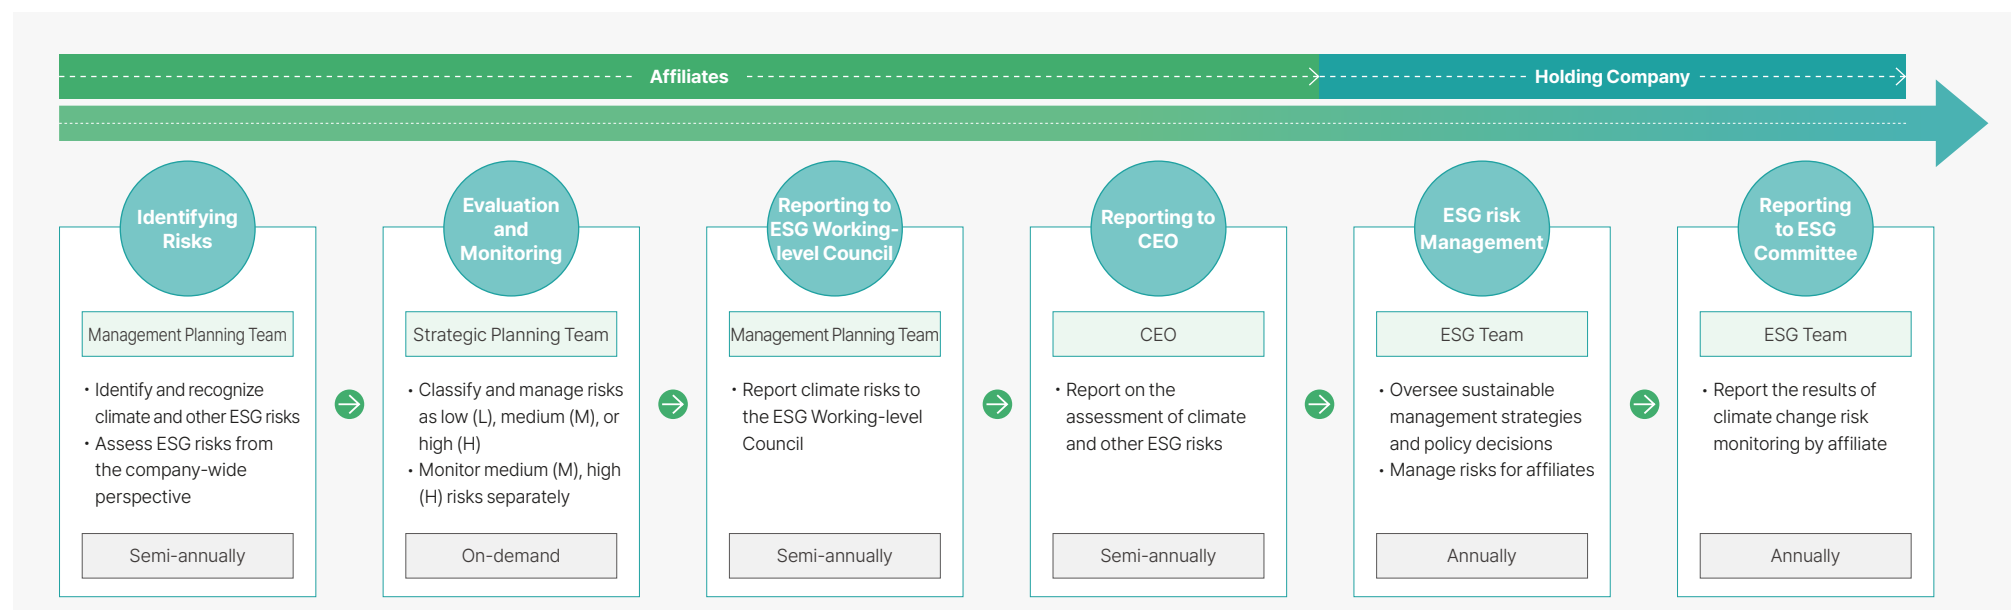 Affiliates
Holding Company
Identifying
Risks
Management Planning Team
• Identify and recognize
climate and other ESG risks
• Assess ESG risks from
the company-wide
perspective
Semi-annually
Evaluation
and
Monitoring
Strategic Planning Team
• Classify and manage risks
as low (L), medium (M), or
high (H)
• Monitor medium (M), high
(H) risks separately
On-demand
Reporting to
ESG Working-
level Council
Management Planning Team
• Report climate risks to
the ESG Working-level
Council
Semi-annually
Reporting to
CEO
CEO
• Report on the
assessment of climate
and other ESG risks
Semi-annually
ESG risk
Management
ESG Team
• Oversee sustainable
management strategies
and policy decisions
• Manage risks for affiliates
Annually
Reporting
to ESG
Committee
ESG Team
• Report the results of
climate change risk
monitoring by affiliate
Annually